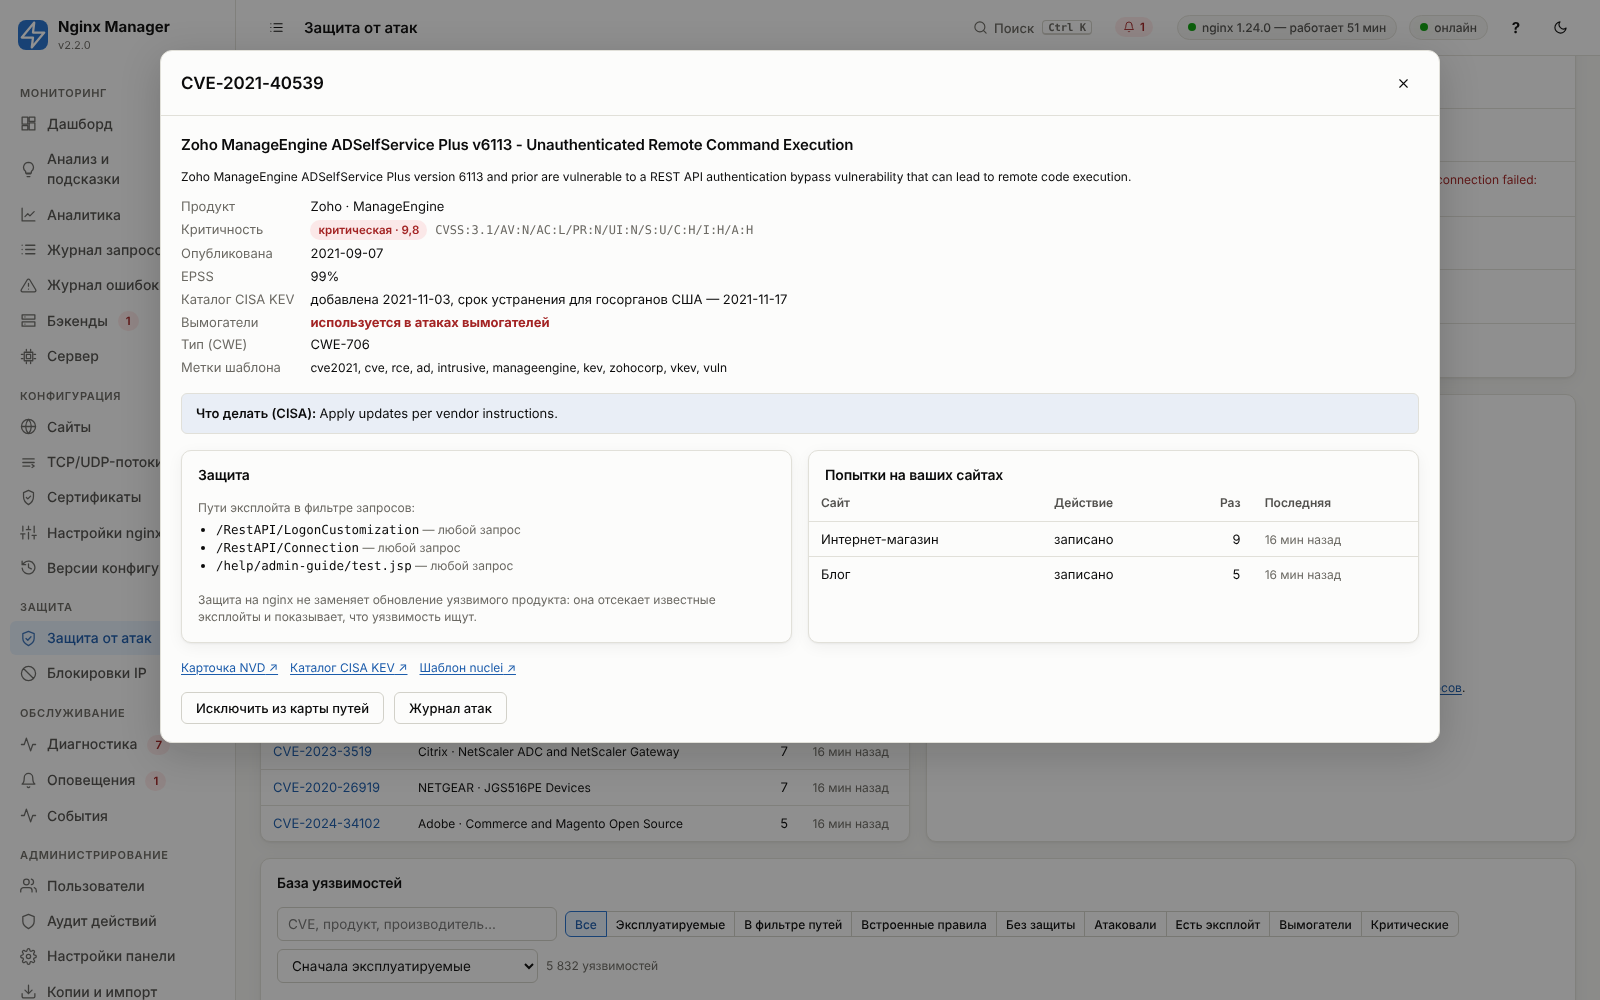 Nginx Manager
v2.2.0
Защита от атак
Поиск
Ctrl K
1
nginx 1.24.0 — работает 51 мин
онлайн
?
МОНИТОРИНГ
Дашборд
Анализ и
подсказки
Аналитика
Журнал запросо
Журнал ошибок
Бэкенды 1
Сервер
КОНФИГУРАЦИЯ
Сайты
TCP/UDP-потоки
Сертификаты
Настройки nginx
Версии конфигу
ЗАЩИТА
Защита от атак
Блокировки IP
ОБСЛУЖИВАНИЕ
Диагностика 7
Оповещения 1
События
АДМИНИСТРИРОВАНИЕ
Пользователи
Аудит действий
Настройки панели
Копии и импорт
CVE-2021-40539
Zoho ManageEngine ADSelfService Plus v6113 - Unauthenticated Remote Command Execution
Zoho ManageEngine ADSelfService Plus version 6113 and prior are vulnerable to a REST API authentication bypass vulnerability that can lead to remote code execution.
Продукт Zoho · ManageEngine
Критичность критическая · 9,8 CVSS:3.1/AV:N/AC:L/PR:N/UI:N/S:U/C:H/I:H/A:H
Опубликована 2021-09-07
EPSS 99%
Каталог CISA KEV добавлена 2021-11-03, срок устранения для госорганов США — 2021-11-17
Вымогатели используется в атаках вымогателей
Тип (CWE) CWE-706
Метки шаблона cve2021, cve, rce, ad, intrusive, manageengine, kev, zohocorp, vkev, vuln
Что делать (CISA): Apply updates per vendor instructions.
Защита
Пути эксплойта в фильтре запросов:
• /RestAPI/LogonCustomization — любой запрос
• /RestAPI/Connection — любой запрос
• /help/admin-guide/test.jsp — любой запрос
Защита на nginx не заменяет обновление уязвимого продукта: она отсекает известные
эксплойты и показывает, что уязвимость ищут.
Попытки на ваших сайтах
Сайт Действие Раз Последняя
Интернет-магазин записано 9 16 мин назад
Блог записано 5 16 мин назад
Карточка NVD ↗ Каталог CISA KEV ↗ Шаблон nuclei ↗
Исключить из карты путей
Журнал атак
connection failed:
сов.
CVE-2023-3519 Citrix · NetScaler ADC and NetScaler Gateway 7 16 мин назад
CVE-2020-26919 NETGEAR · JGS516PE Devices 7 16 мин назад
CVE-2024-34102 Adobe · Commerce and Magento Open Source 5 16 мин назад
База уязвимостей
CVE, продукт, производитель...
Все Эксплуатируемые В фильтре путей Встроенные правила Без защиты Атаковали Есть эксплойт Вымогатели Критические
Сначала эксплуатируемые
5 832 уязвимостей